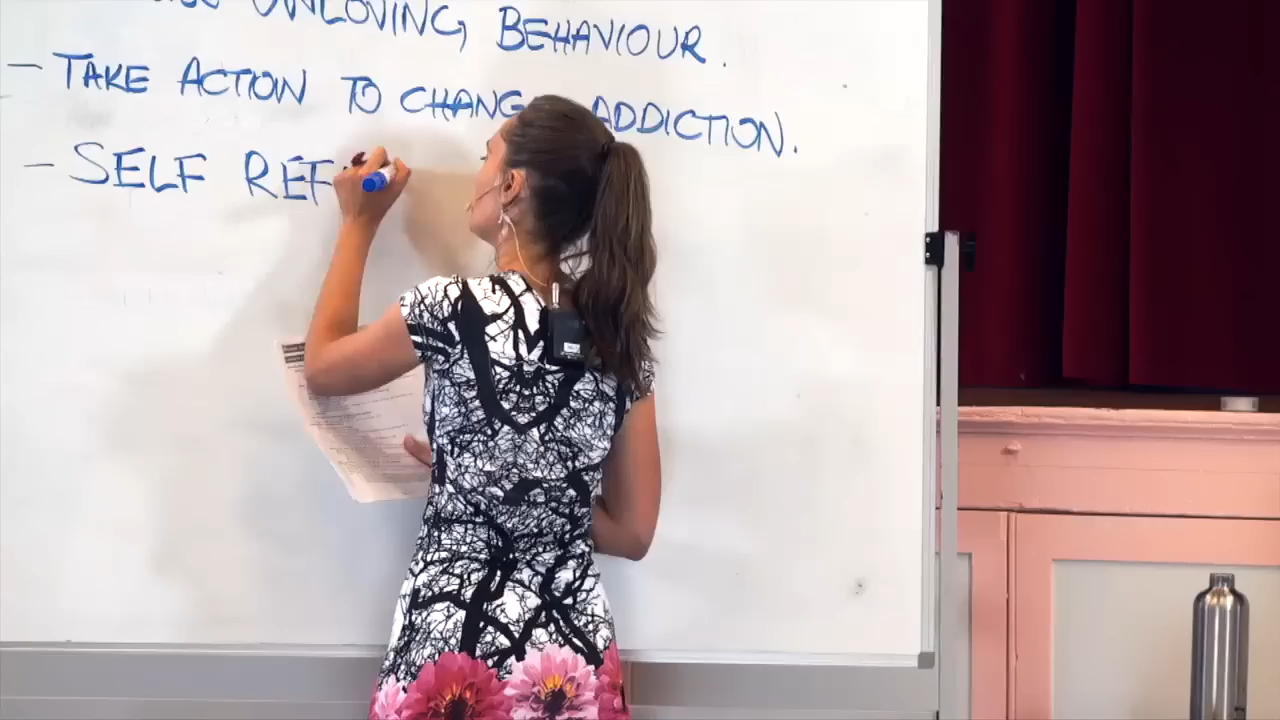 UNLOVING BEHAVIOUR.
- TAKE ACTION TO CHANG ADDICTION.
- SELF REF